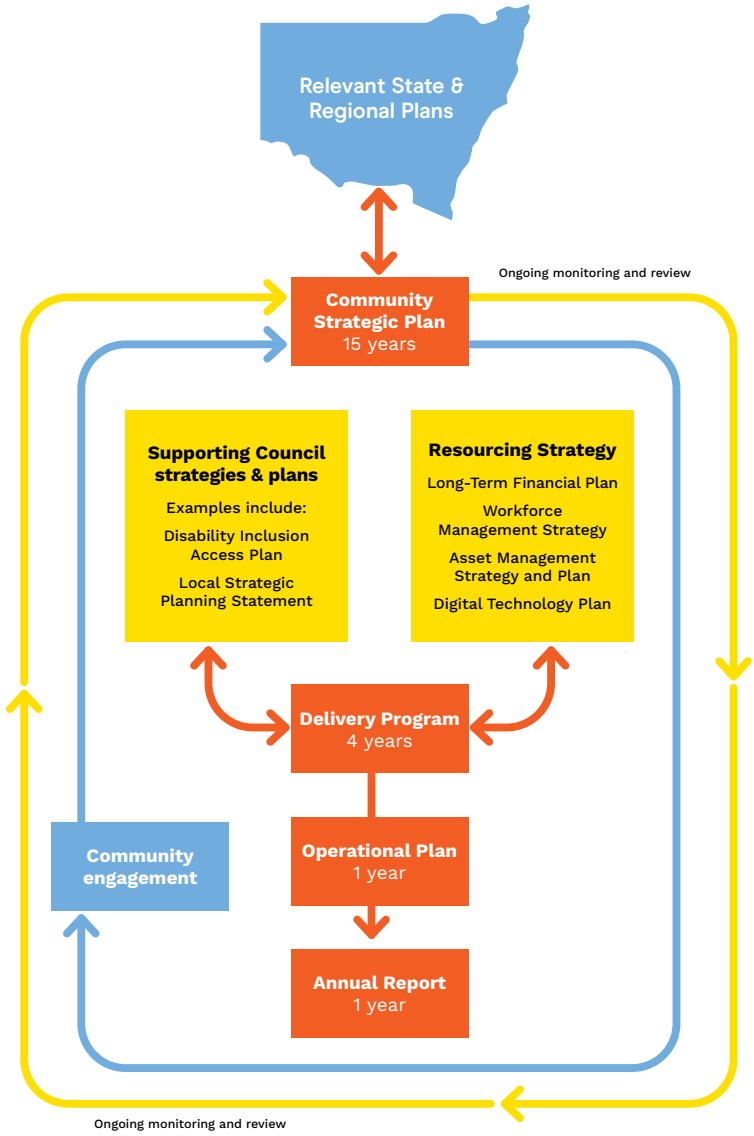 Relevant State &
Regional Plans
Ongoing monitoring and review
Community
Strategic Plan
15 years
Supporting Council
strategies & plans
Examples include:
Disability Inclusion
Access Plan
Local Strategic
Planning Statement
Resourcing Strategy
Long-Term Financial Plan
Workforce
Management Strategy
Asset Management
Strategy and Plan
Digital Technology Plan
Delivery Program
4 years
Operational Plan
1 year
Community
engagement
Annual Report
1 year
Ongoing monitoring and review